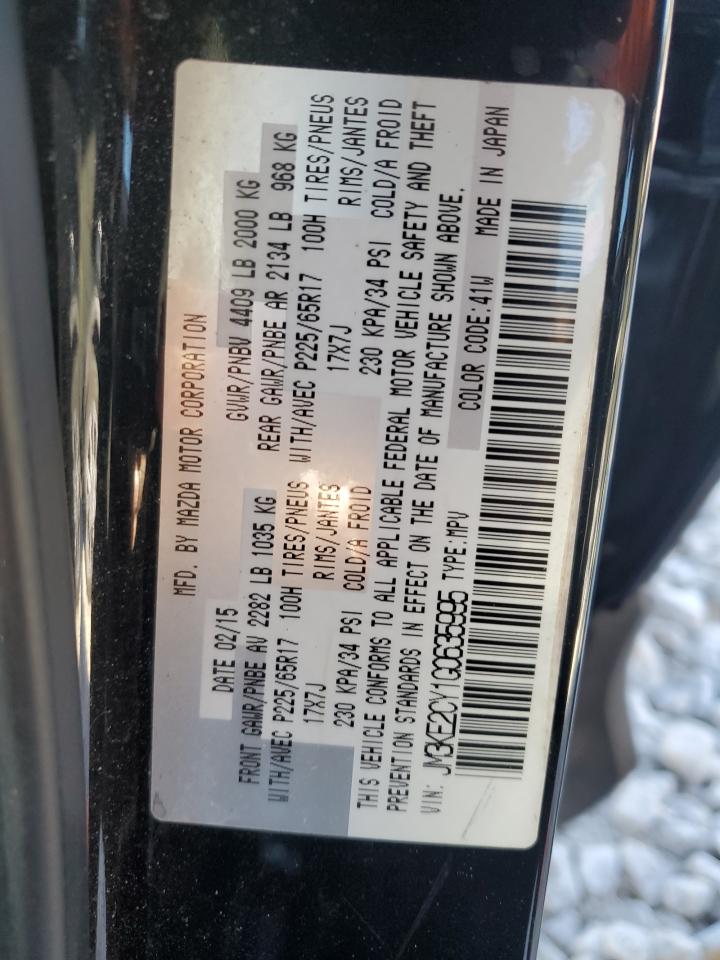 MFD. BY MAZDA MOTOR CORPORATION
DATE 02/15 GVWR/PNBV 4409 LB 2000 KG
FRONT GAWR/PNBE AV 2282 LB 1035 KG REAR GAWR/PNBE AR 2134 LB 968 KG
WITH/AVEC P225/65R17 100H TIRES/PNEUS WITH/AVEC P225/65R17 100H TIRES/PNEUS
17X7J RIMS/JANTES 17X7J RIMS/JANTES
230 KPA/34 PSI COLD/A FROID 230 KPA/34 PSI COLD/A FROID
THIS VEHICLE CONFORMS TO ALL APPLICABLE FEDERAL MOTOR VEHICLE SAFETY AND THEFT
PREVENTION STANDARDS IN EFFECT ON THE DATE OF MANUFACTURE SHOWN ABOVE.
VIN: JM3KE2CY1G0635995 TYPE:MPV COLOR CODE:41W MADE IN JAPAN